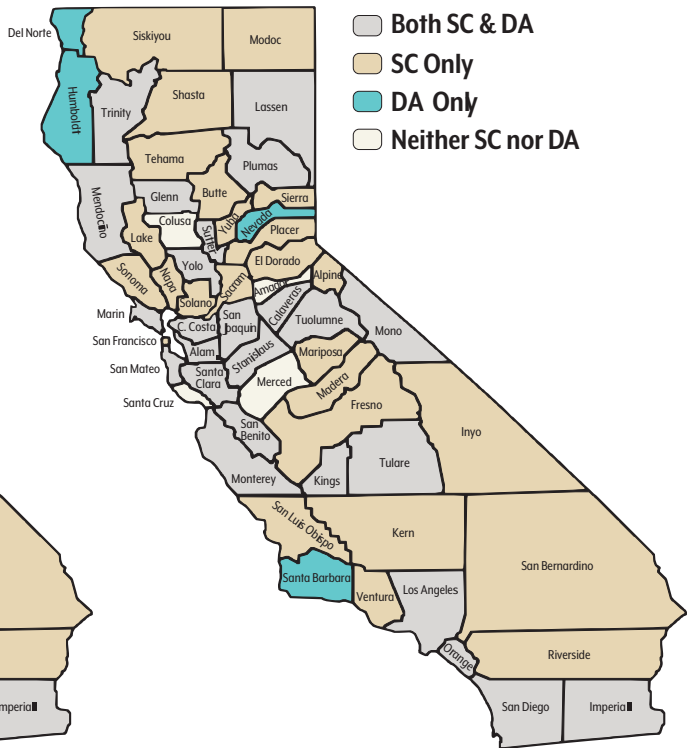 Both SC & DA
SC Only
DA Only
Neither SC nor DA
Del Norte
Siskiyou
Modoc
Humboldt
Trinity
Shasta
Lassen
Tehama
Plumas
Mendocino
Glenn
Butte
Sierra
Colusa
Yuba
Nevada
Lake
Sutter
Placer
Sonoma
Napa
Yolo
El Dorado
Sacram
Amador
Alpine
Solano
Marin
C. Costa
San
Joaquin
Calaveras
Tuolumne
Mono
San Francisco
Alam
Stanislaus
Mariposa
San Mateo
Santa
Clara
Merced
Madera
Santa Cruz
Fresno
San
Benito
Inyo
Monterey
Kings
Tulare
San Luis Obispo
Kern
San Bernardino
Santa Barbara
Ventura
Los Angeles
Orange
Riverside
San Diego
Imperia
mperia